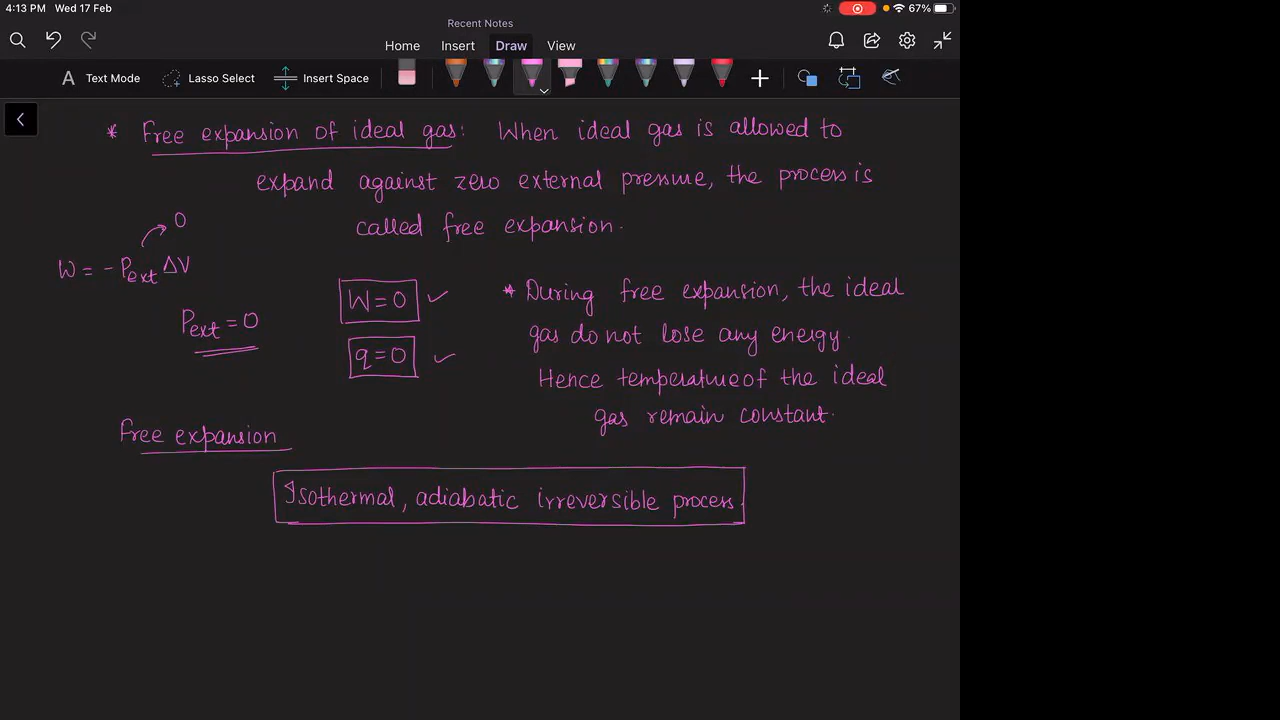 4:13 PM Wed 17 Feb
67%
Recent Notes
Home Insert Draw View
Text Mode Lasso Select Insert Space
* Free expansion of ideal gas: When ideal gas is allowed to
expand against zero external pressure, the process is
called free expansion.
0
W = -Pext ΔV
Pext = 0
W = 0 ✓
q = 0 ✓
* During free expansion, the ideal
gas do not lose any energy.
Hence temperature of the ideal
gas remain constant.
Free expansion
Isothermal, adiabatic irreversible process.